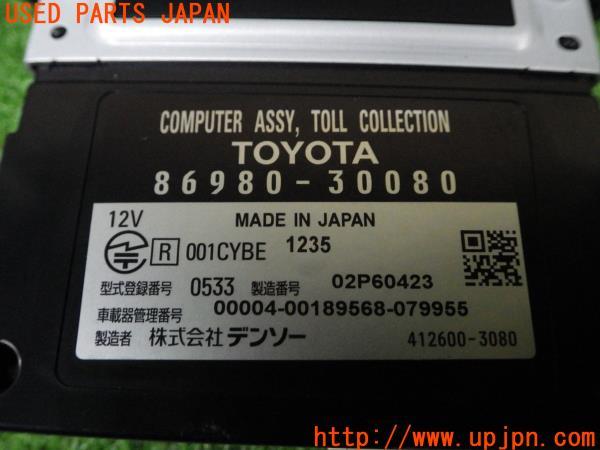 USED PARTS JAPAN
COMPUTER ASSY, TOLL COLLECTION
TOYOTA
86980-30080
12V MADE IN JAPAN
R 001CYBE 1235
型式登録番号 0533 製造番号 02P60423
車載器管理番号 00004-00189568-079955
製造者 株式会社デンソー 412600-3080
UPJ http://www.upjpn.com